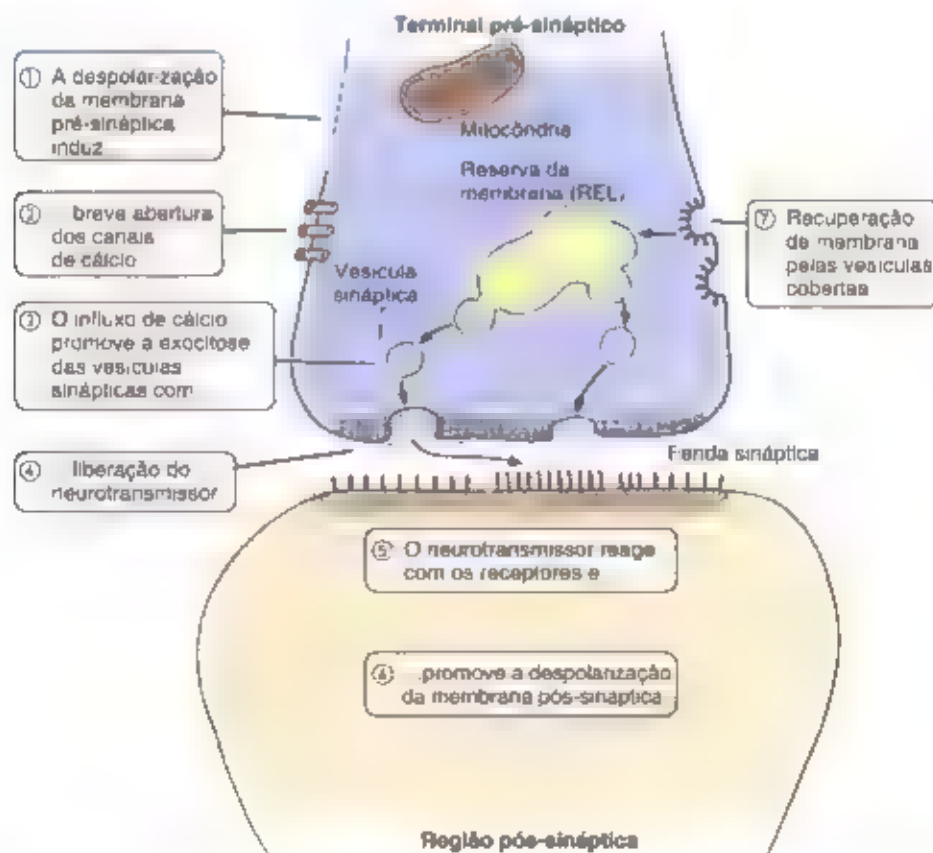 Terminal pré-sináptico
① A despolarização
da membrana
pré-sináptica
induz
Mitocôndria
Reserva da
membrana (REL)
② breve abertura
dos canais
de cálcio
⑦ Recuperação
de membrana
pelas vesículas
cobertas
Vesícula
sináptica
③ O influxo de cálcio
promove a exocitose
das vesículas
sinápticas com
④ liberação do
neurotransmissor
Fenda sináptica
⑤ O neurotransmissor reage
com os receptores e
⑥ .promove a despolarização
da membrana pós-sináptica
Região pós-sináptica